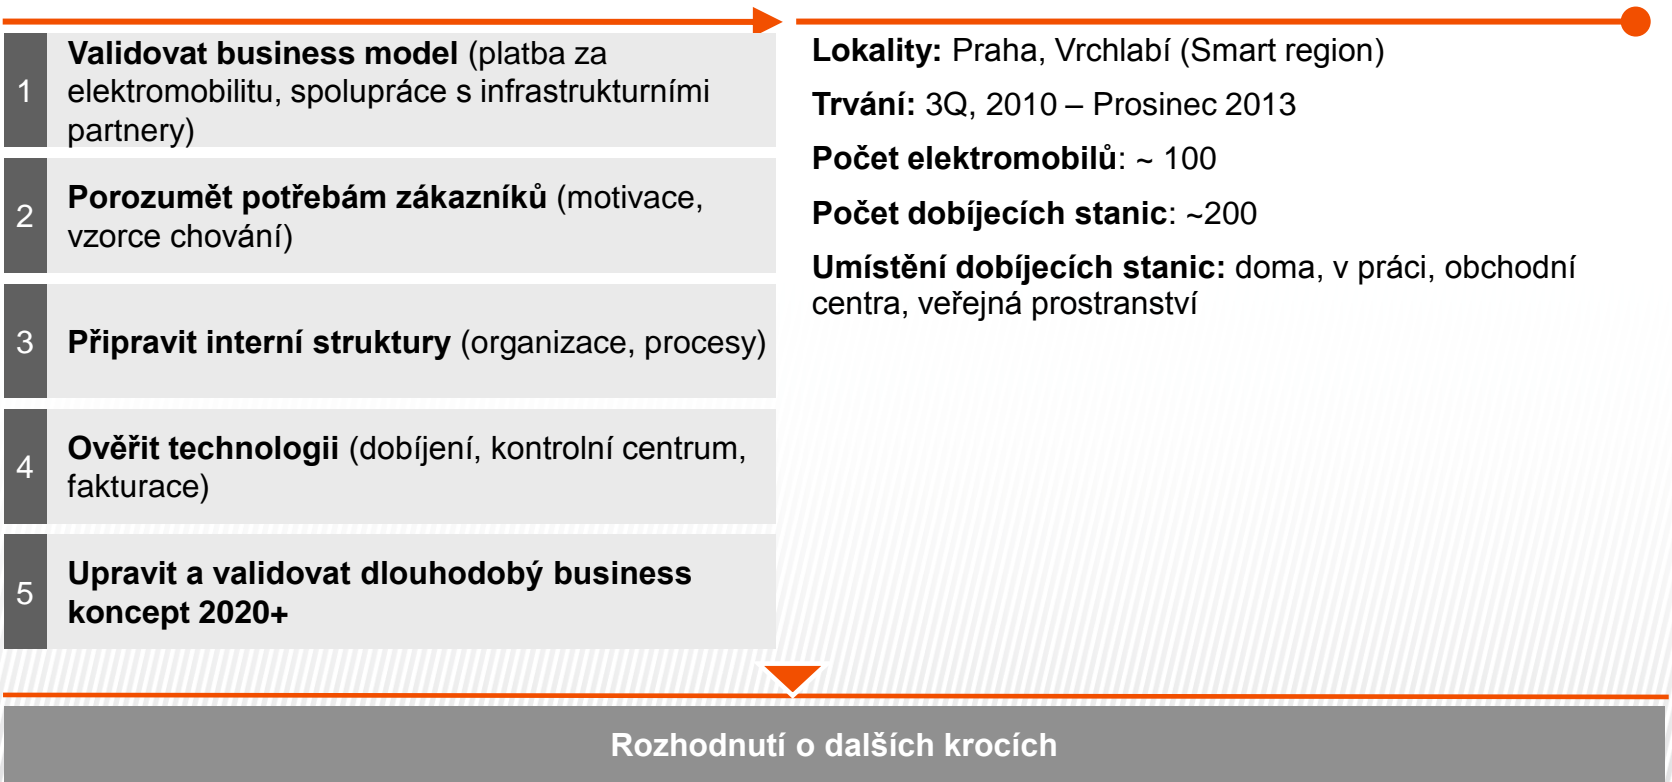 1
Validovat business model (platba za
elektromobilitu, spolupráce s infrastrukturními
partnery)
2
Porozumět potřebám zákazníků (motivace,
vzorce chování)
3
Připravit interní struktury (organizace, procesy)
4
Ověřit technologii (dobíjení, kontrolní centrum,
fakturace)
5
Upravit a validovat dlouhodobý business
koncept 2020+
Lokality: Praha, Vrchlabí (Smart region)
Trvání: 3Q, 2010 – Prosinec 2013
Počet elektromobilů: ~ 100
Počet dobíjecích stanic: ~200
Umístění dobíjecích stanic: doma, v práci, obchodní
centra, veřejná prostranství
Rozhodnutí o dalších krocích